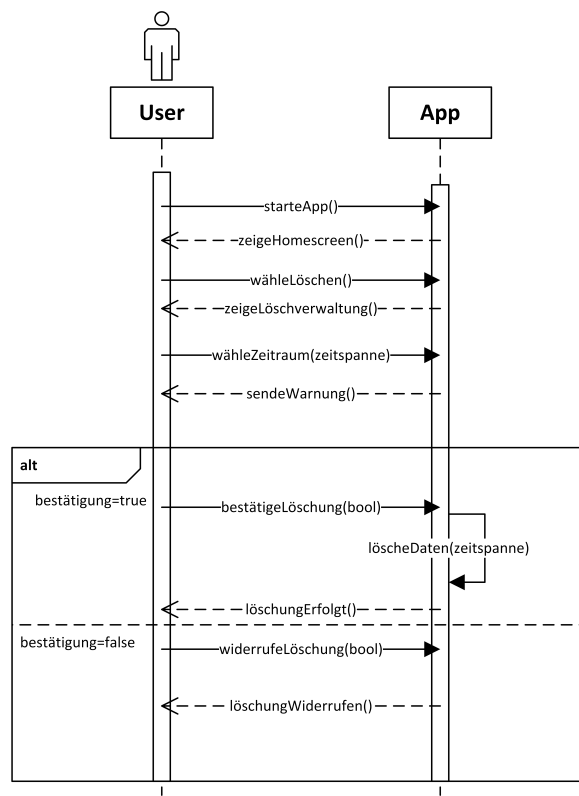 User
App
starteApp()
zeigeHomescreen()
wähleLöschen()
zeigeLöschverwaltung()
wähleZeitraum(zeitspanne)
sendeWarnung()
alt
bestätigung=true
bestätigeLöschung(bool)
löscheDaten(zeitspanne)
löschungErfolgt()
bestätigung=false
widerrufeLöschung(bool)
löschungWiderrufen()